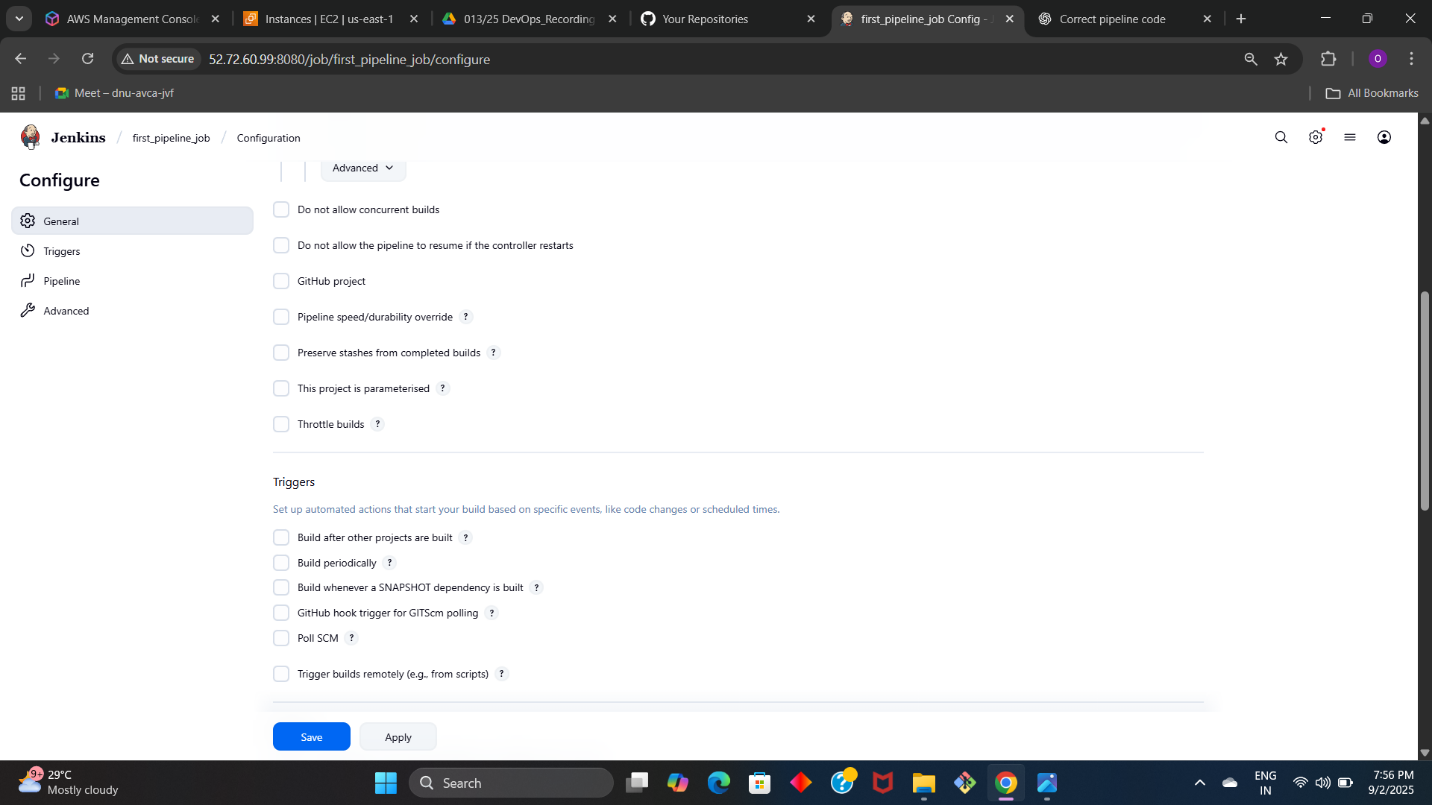 AWS Management Consol
Instances | EC2 | us-east-1
013/25 DevOps_Recording
Your Repositories
first_pipeline_job Config -
Correct pipeline code
Not secure
52.72.60.99:8080/job/first_pipeline_job/configure
O
Meet – dnu-avca-jvf
All Bookmarks
Jenkins / first_pipeline_job / Configuration
Configure
General
Triggers
Pipeline
Advanced
Advanced
Do not allow concurrent builds
Do not allow the pipeline to resume if the controller restarts
GitHub project
Pipeline speed/durability override ?
Preserve stashes from completed builds ?
This project is parameterised ?
Throttle builds ?
Triggers
Set up automated actions that start your build based on specific events, like code changes or scheduled times.
Build after other projects are built ?
Build periodically ?
Build whenever a SNAPSHOT dependency is built ?
GitHub hook trigger for GITScm polling ?
Poll SCM ?
Trigger builds remotely (e.g., from scripts) ?
Save
Apply
9+
29°C
Mostly cloudy
Search
ENG
IN
7:56 PM
9/2/2025